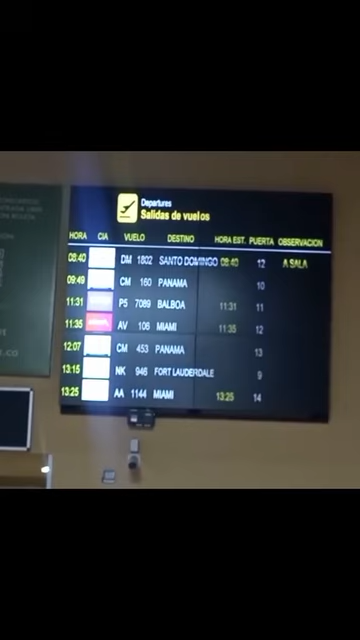 Departures
Salidas de vuelos
HORA CIA VUELO DESTINO HORA EST. PUERTA OBSERVACION
08:40 DM 1802 SANTO DOMINGO 08:40 12 A SALA
09:49 CM 160 PANAMA 10
11:31 P5 7089 BALBOA 11:31 11
11:35 AV 106 MIAMI 11:35 12
12:07 CM 453 PANAMA 13
13:15 NK 946 FORT LAUDERDALE 9
13:25 AA 1144 MIAMI 13:25 14